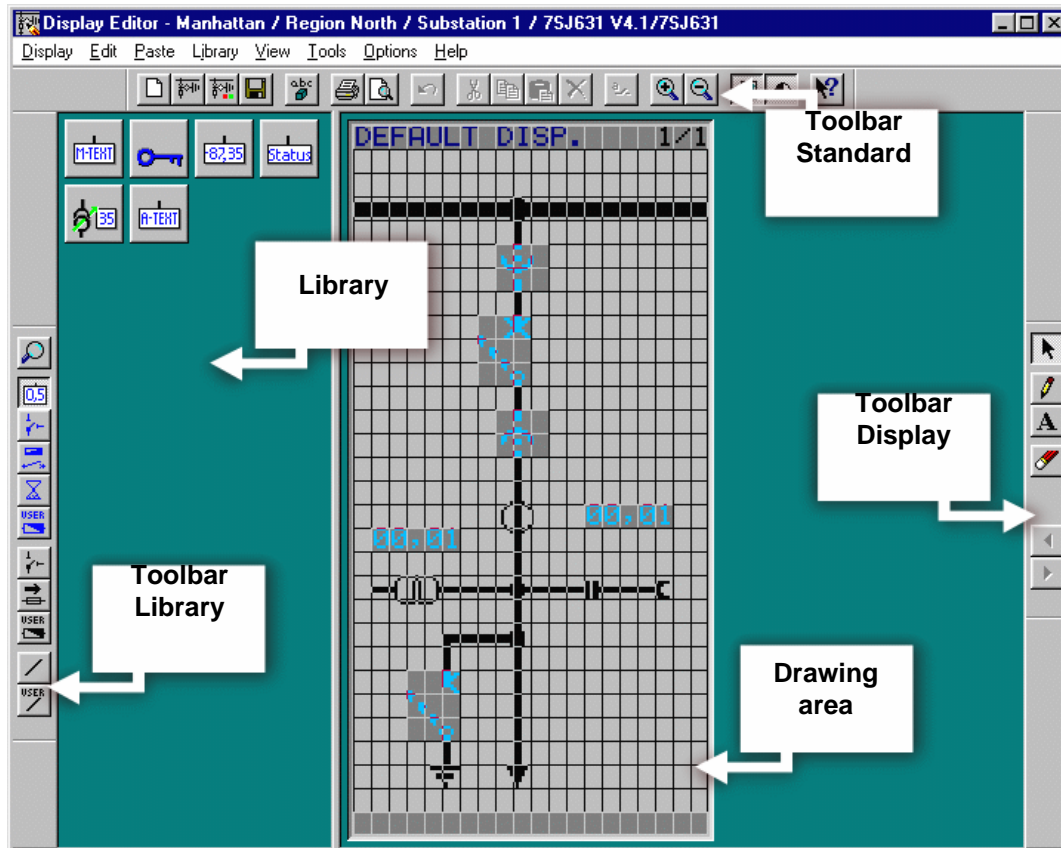 Display Editor - Manhattan / Region North / Substation 1 / 7SJ631 V4.1/7SJ631
Display Edit Paste Library View Tools Options Help
abc
Toolbar
Standard
M-TEXT
-87,35
Status
35
A-TEXT
DEFAULT DISP. 1/1
Library
0,5
USER
USER
USER
Toolbar
Library
Toolbar
Display
A
00,01
00,01
Drawing
area